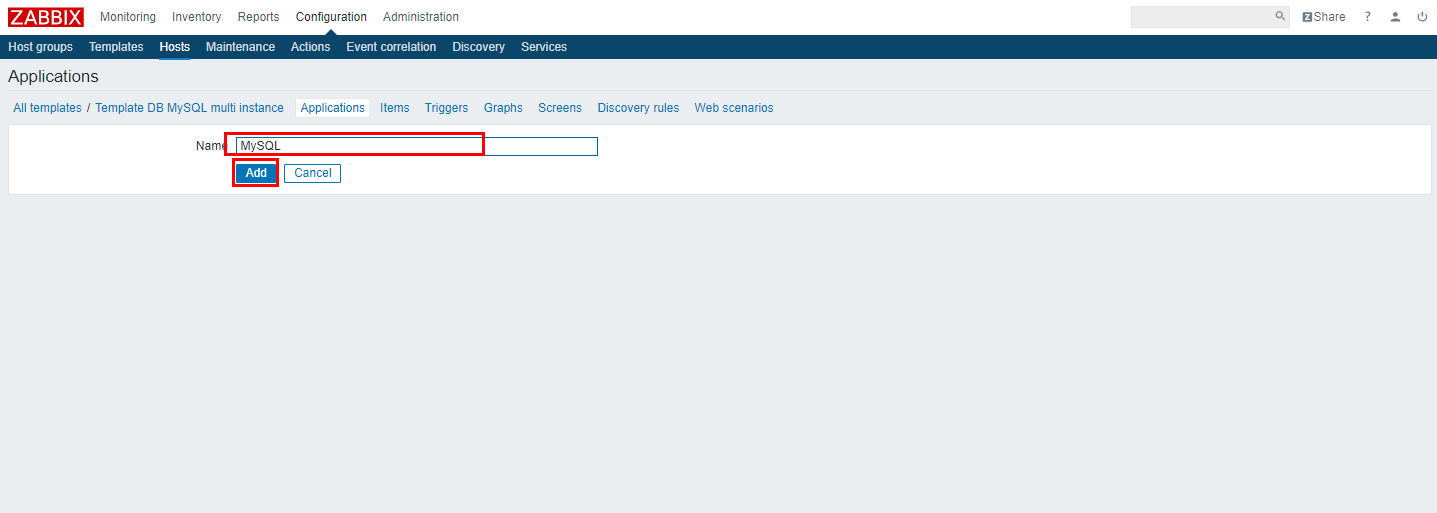 ZABBIX Monitoring Inventory Reports Configuration Administration Z Share ?
Host groups Templates Hosts Maintenance Actions Event correlation Discovery Services
Applications
All templates / Template DB MySQL multi instance Applications Items Triggers Graphs Screens Discovery rules Web scenarios
Name MySQL
Add Cancel